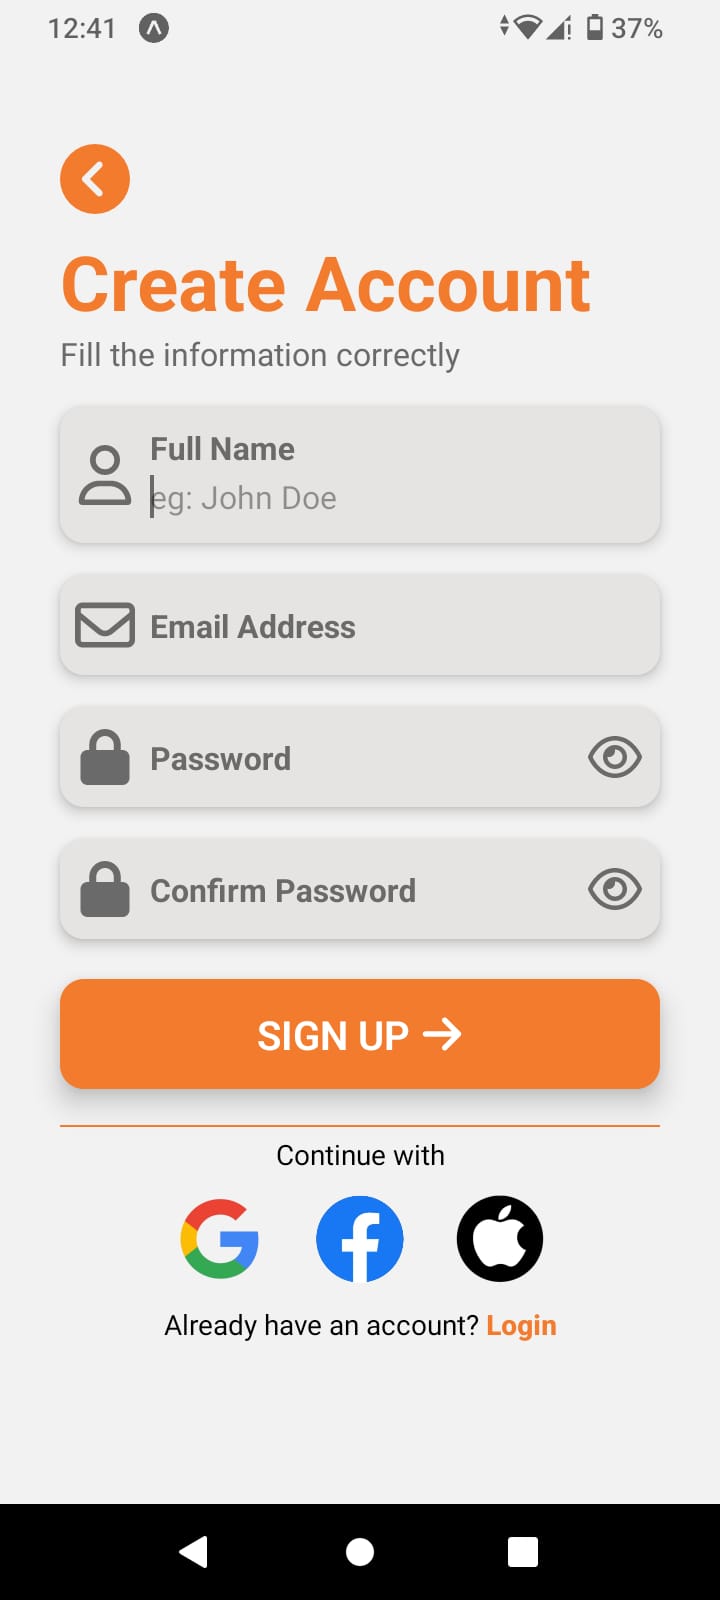 12:41 37%
Create Account
Fill the information correctly
Full Name
eg: John Doe
Email Address
Password
Confirm Password
SIGN UP
Continue with
Already have an account? Login